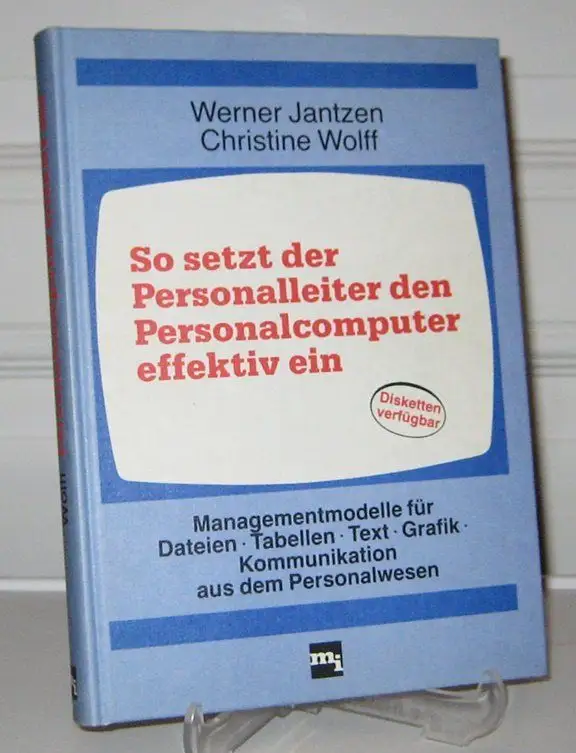 Werner Jantzen
Christine Wolff
So setzt der
Personalleiter den
Personalcomputer
effektiv ein
Disketten
verfügbar
Managementmodelle für
Dateien · Tabellen · Text · Grafik ·
Kommunikation
aus dem Personalwesen
mi
Wolff
mi